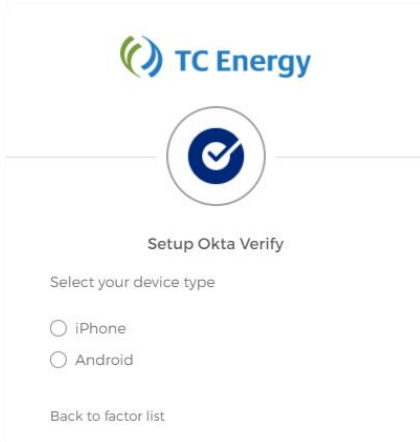 TC Energy
Setup Okta Verify
Select your device type
iPhone
Android
Back to factor list